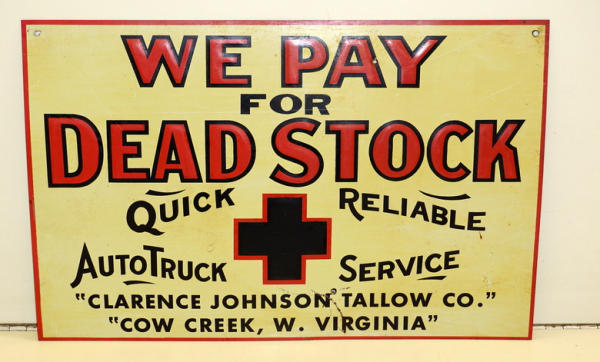 WE PAY
FOR
DEAD STOCK
QUICK RELIABLE
AUTOTRUCK SERVICE
"CLARENCE JOHNSON TALLOW CO."
"COW CREEK, W. VIRGINIA"